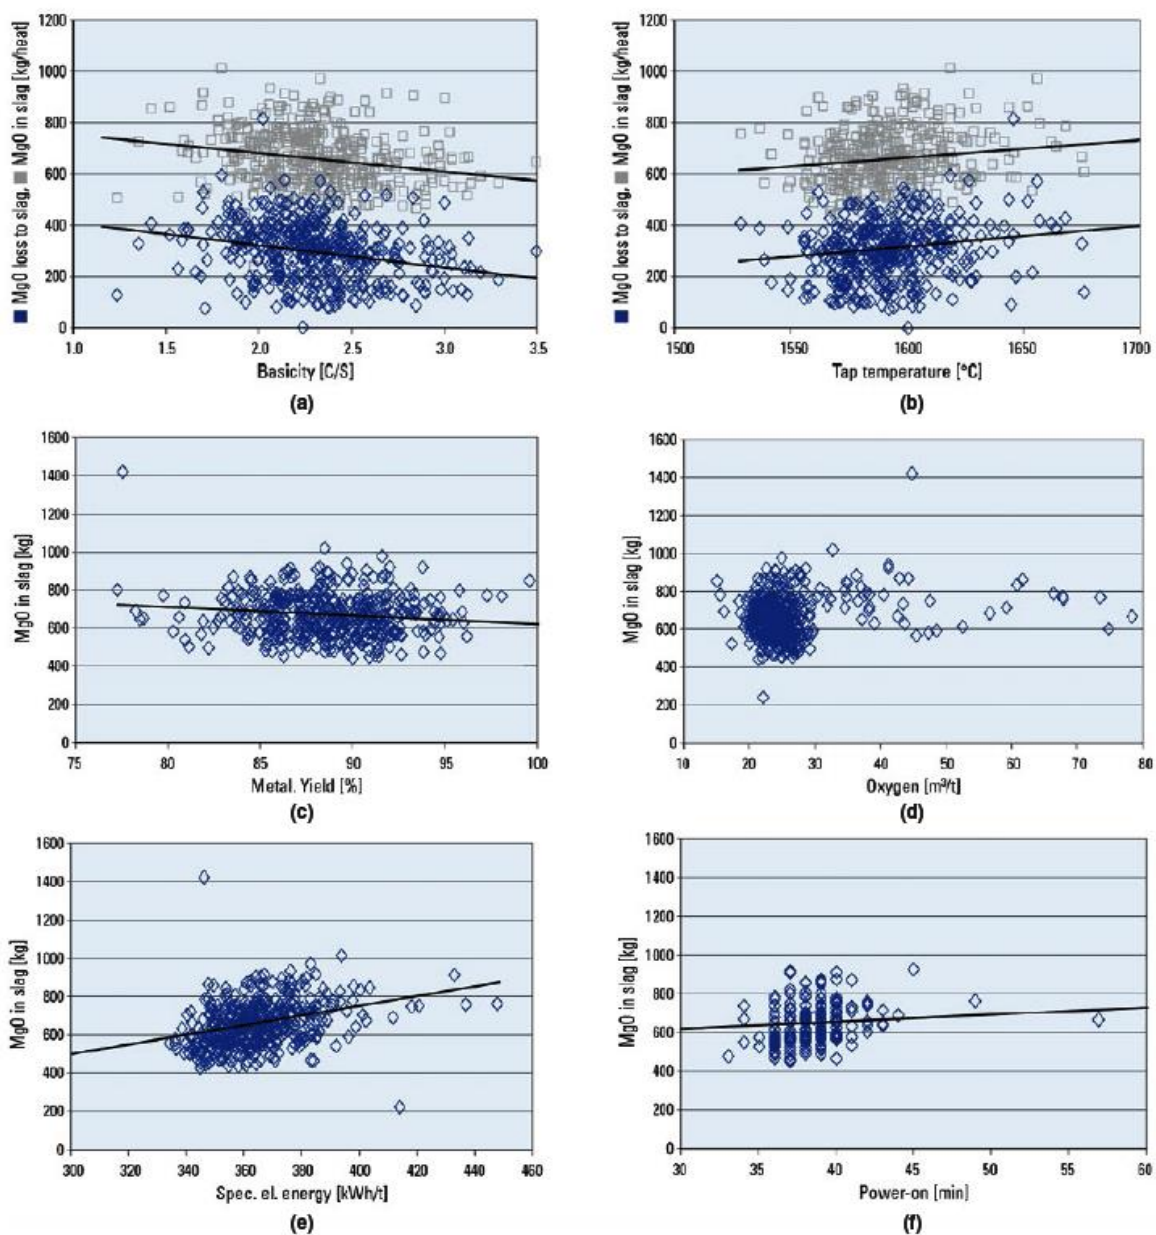 1200
1000
800
600
400
200
0
1.0 1.5 2.0 2.5 3.0 3.5
MgO loss to slag, MgO in slag [kg/heat]
Basicity [C/S]
(a)
1200
1000
800
600
400
200
0
1500 1550 1600 1650 1700
MgO loss to slag, MgO in slag [kg/heat]
Tap temperature [°C]
(b)
1600
1400
1200
1000
800
600
400
200
0
75 80 85 90 95 100
MgO in slag [kg]
Metal. Yield [%]
(c)
1600
1400
1200
1000
800
600
400
200
0
10 20 30 40 50 60 70 80
MgO in slag [kg]
Oxygen [m³/t]
(d)
1600
1400
1200
1000
800
600
400
200
0
300 320 340 360 380 400 420 440 460
MgO in slag [kg]
Spec. el. energy [kWh/t]
(e)
1600
1400
1200
1000
800
600
400
200
0
30 35 40 45 50 55 60
MgO in slag [kg]
Power-on [min]
(f)